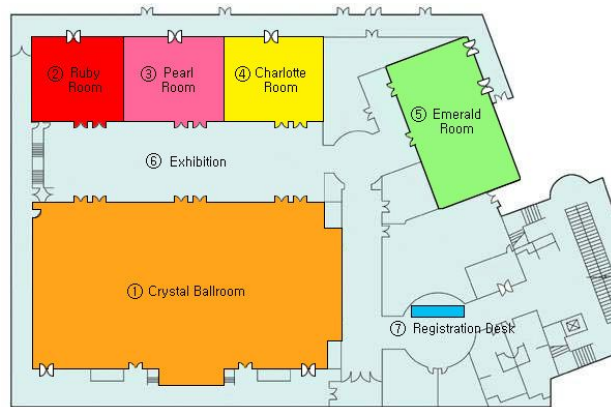 ② Ruby
Room
③ Pearl
Room
④ Charlotte
Room
⑤ Emerald
Room
⑥ Exhibition
① Crystal Ballroom
⑦ Registration Desk